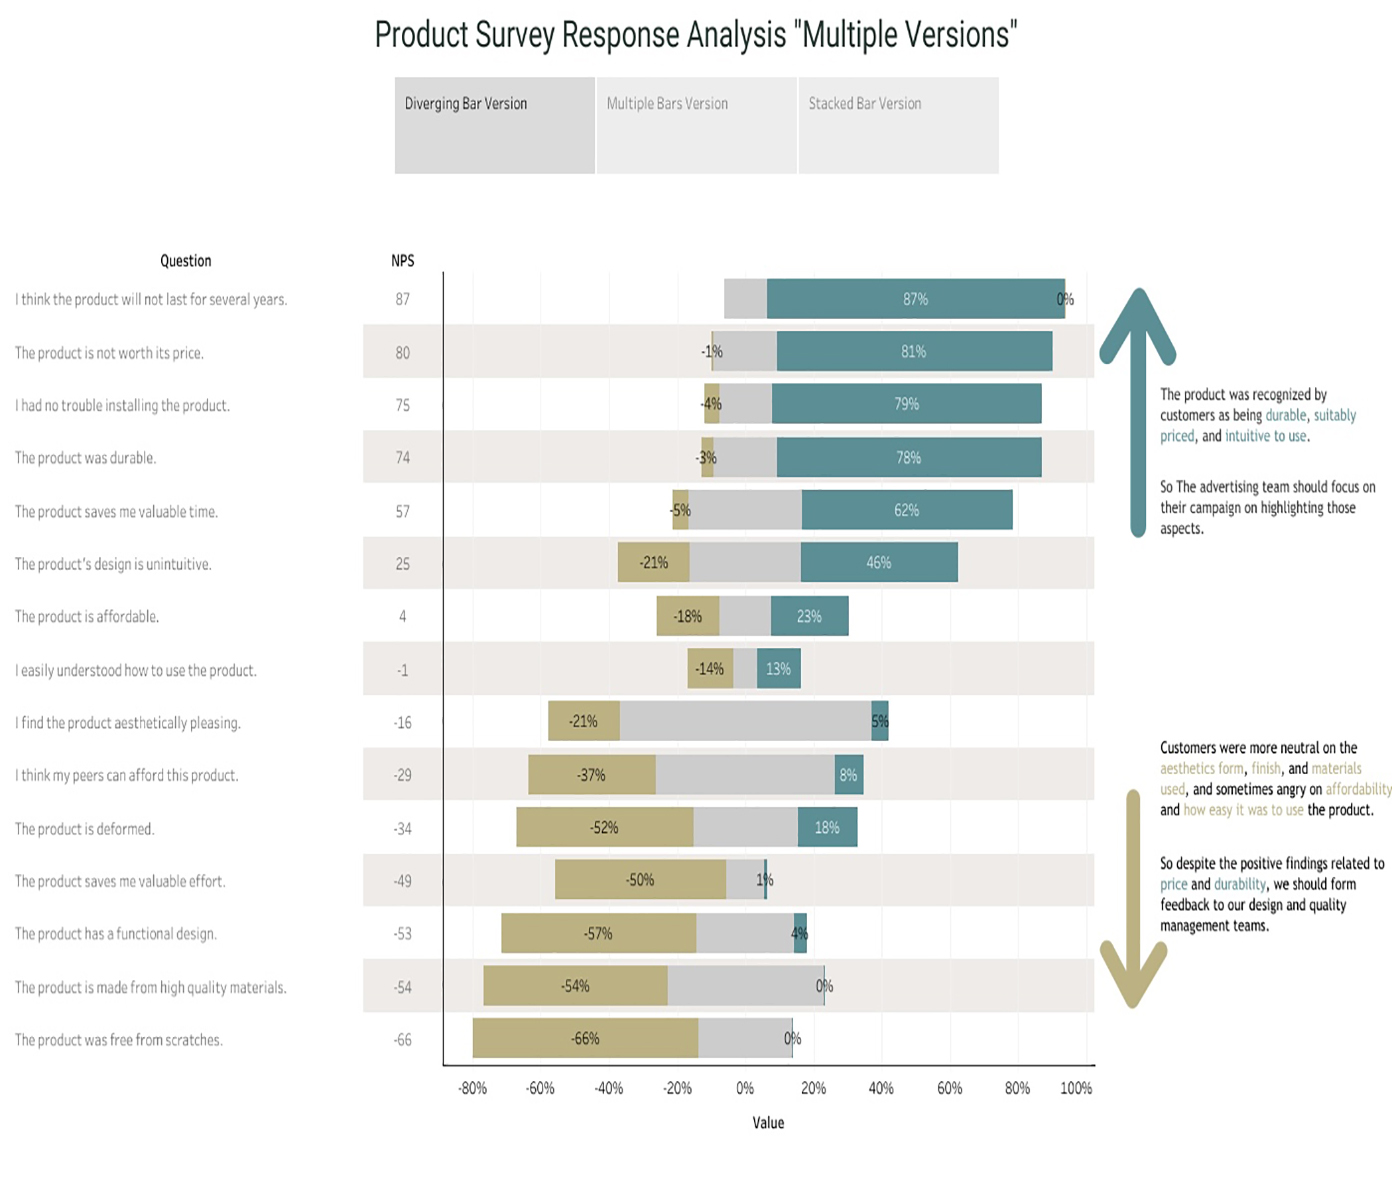 Product Survey Response Analysis "Multiple Versions"
Diverging Bar Version
Multiple Bars Version
Stacked Bar Version
Question NPS
I think the product will not last for several years. 87 87% 0%
The product is not worth its price. 80 -1% 81%
I had no trouble installing the product. 75 -4% 79%
The product was durable. 74 -3% 78%
The product saves me valuable time. 57 -5% 62%
The product's design is unintuitive. 25 -21% 46%
The product is affordable. 4 -18% 23%
I easily understood how to use the product. -1 -14% 13%
I find the product aesthetically pleasing. -16 -21% 5%
I think my peers can afford this product. -29 -37% 8%
The product is deformed. -34 -52% 18%
The product saves me valuable effort. -49 -50% 1%
The product has a functional design. -53 -57% 4%
The product is made from high quality materials. -54 -54% 0%
The product was free from scratches. -66 -66% 0%
-80% -60% -40% -20% 0% 20% 40% 60% 80% 100%
Value
The product was recognized by
customers as being durable, suitably
priced, and intuitive to use.
So The advertising team should focus on
their campaign on highlighting those
aspects.
Customers were more neutral on the
aesthetics form, finish, and materials
used, and sometimes angry on affordability
and how easy it was to use the product.
So despite the positive findings related to
price and durability, we should form
feedback to our design and quality
management teams.